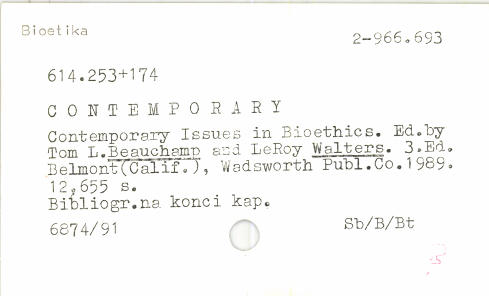 Bioetika
2-966.693
614.253+174
CONTEMPORARY
Contemporary Issues in Bioethics. Ed.by
Tom L.Beauchamp and LeRoy Walters. 3.Ed.
Belmont(Calif.), Wadsworth Publ.Co.1989.
12,655 s.
Bibliogr.na konci kap.
6874/91
Sb/B/Bt